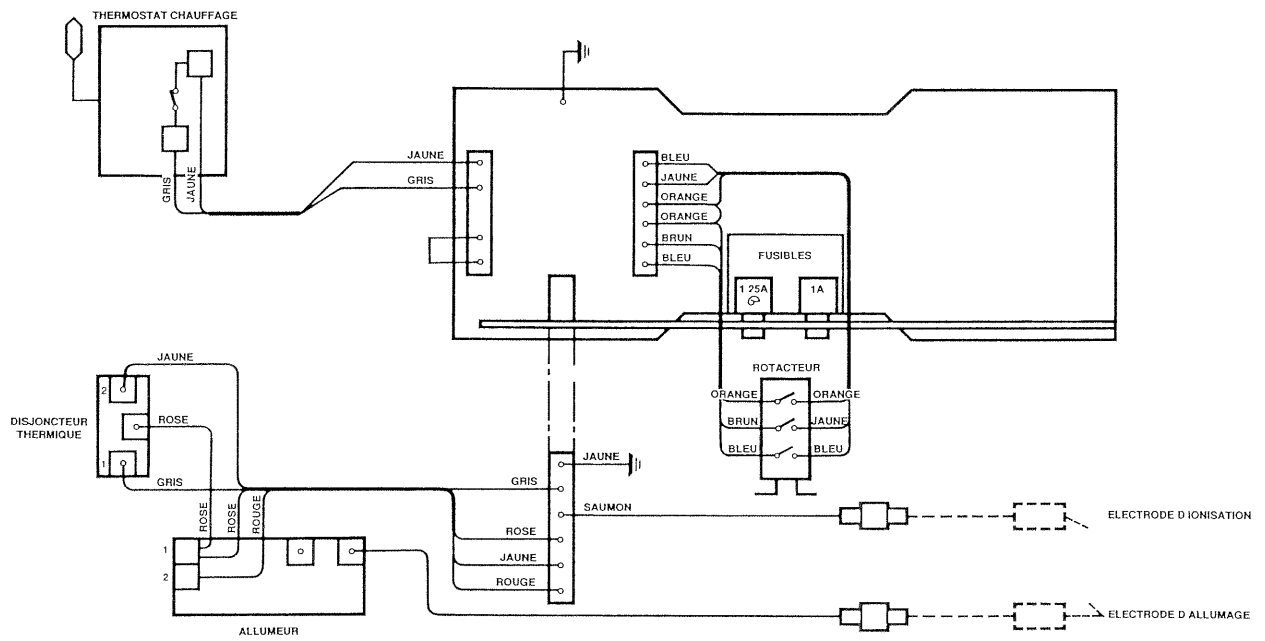 THERMOSTAT CHAUFFAGE
GRIS
JAUNE
JAUNE
GRIS
BLEU
JAUNE
ORANGE
ORANGE
BRUN
BLEU
FUSIBLES
1 25A
1A
ROTACTEUR
ORANGE
ORANGE
BRUN
JAUNE
BLEU
BLEU
JAUNE
2
ROSE
DISJONCTEUR
THERMIQUE
1
GRIS
ROSE
ROSE
ROUGE
GRIS
JAUNE
SAUMON
ROSE
JAUNE
ROUGE
1
2
ALLUMEUR
ELECTRODE D IONISATION
ELECTRODE D ALLUMAGE